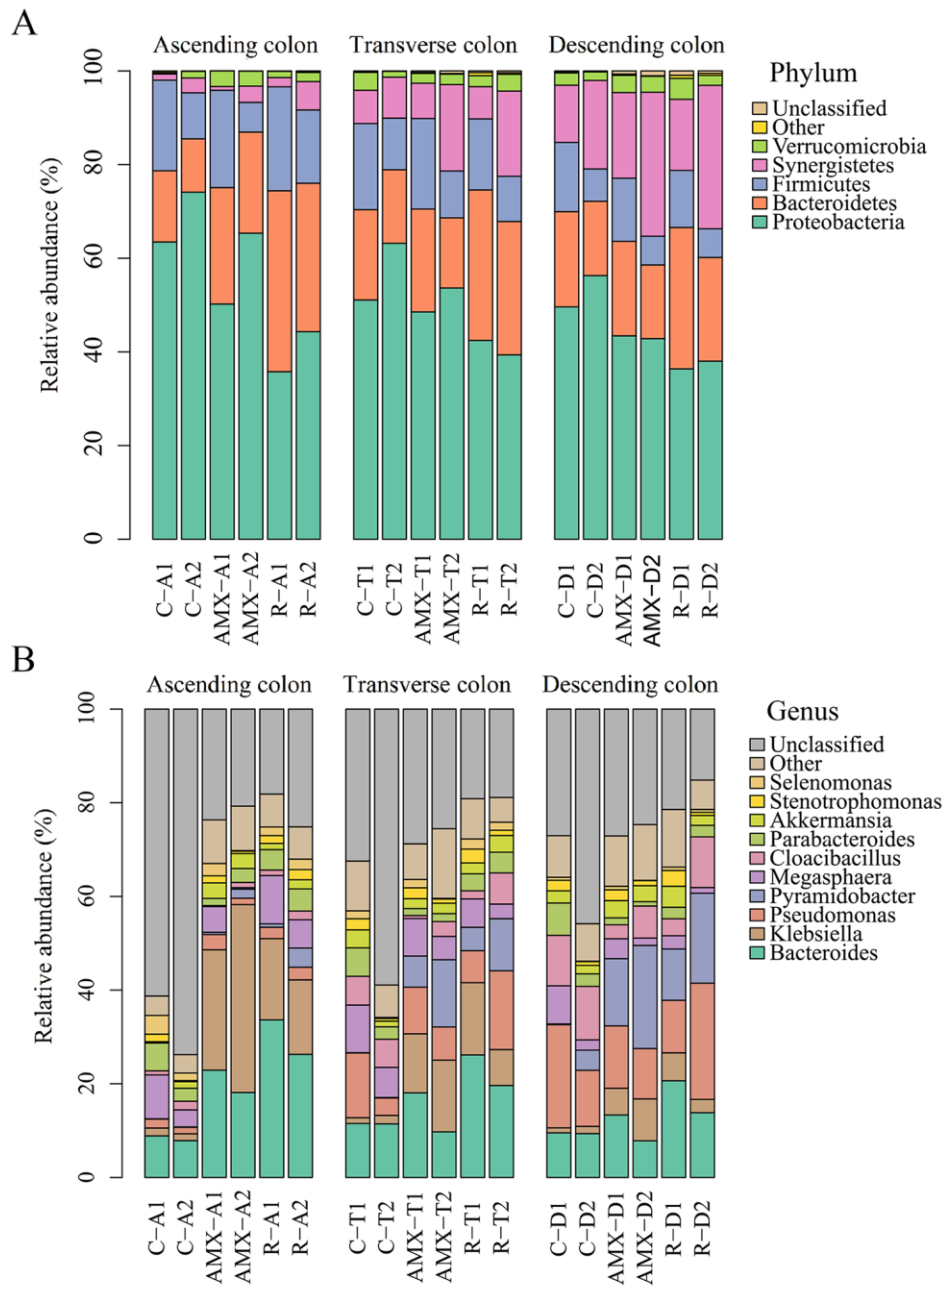 A
Ascending colon
Transverse colon
Descending colon
Phylum
Unclassified
Other
Verrucomicrobia
Synergistetes
Firmicutes
Bacteroidetes
Proteobacteria
Relative abundance (%)
100
80
60
40
20
0
C−A1
C−A2
AMX−A1
AMX−A2
R−A1
R−A2
C−T1
C−T2
AMX−T1
AMX−T2
R−T1
R−T2
C−D1
C−D2
AMX−D1
AMX−D2
R−D1
R−D2
B
Ascending colon
Transverse colon
Descending colon
Genus
Unclassified
Other
Selenomonas
Stenotrophomonas
Akkermansia
Parabacteroides
Cloacibacillus
Megasphaera
Pyramidobacter
Pseudomonas
Klebsiella
Bacteroides
Relative abundance (%)
100
80
60
40
20
0
C−A1
C−A2
AMX−A1
AMX−A2
R−A1
R−A2
C−T1
C−T2
AMX−T1
AMX−T2
R−T1
R−T2
C−D1
C−D2
AMX−D1
AMX−D2
R−D1
R−D2